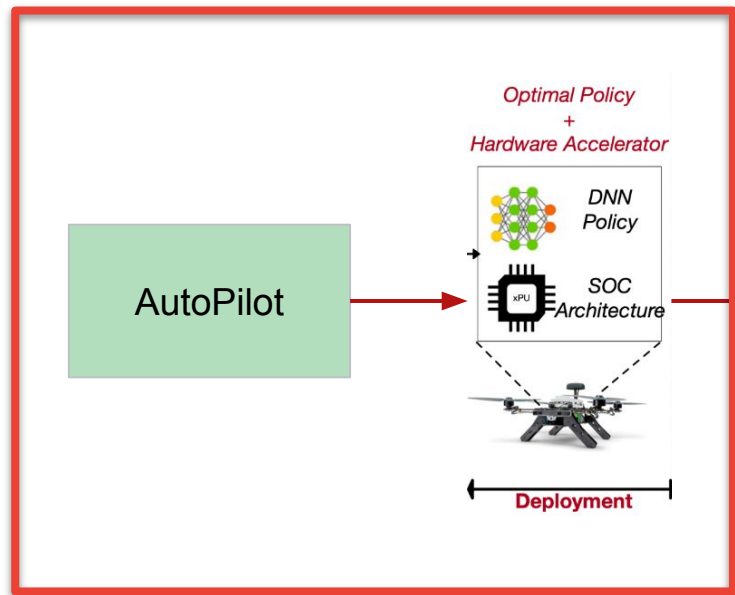 Optimal Policy
+
Hardware Accelerator
DNN
Policy
AutoPilot
xPU
SOC
Architecture
Deployment